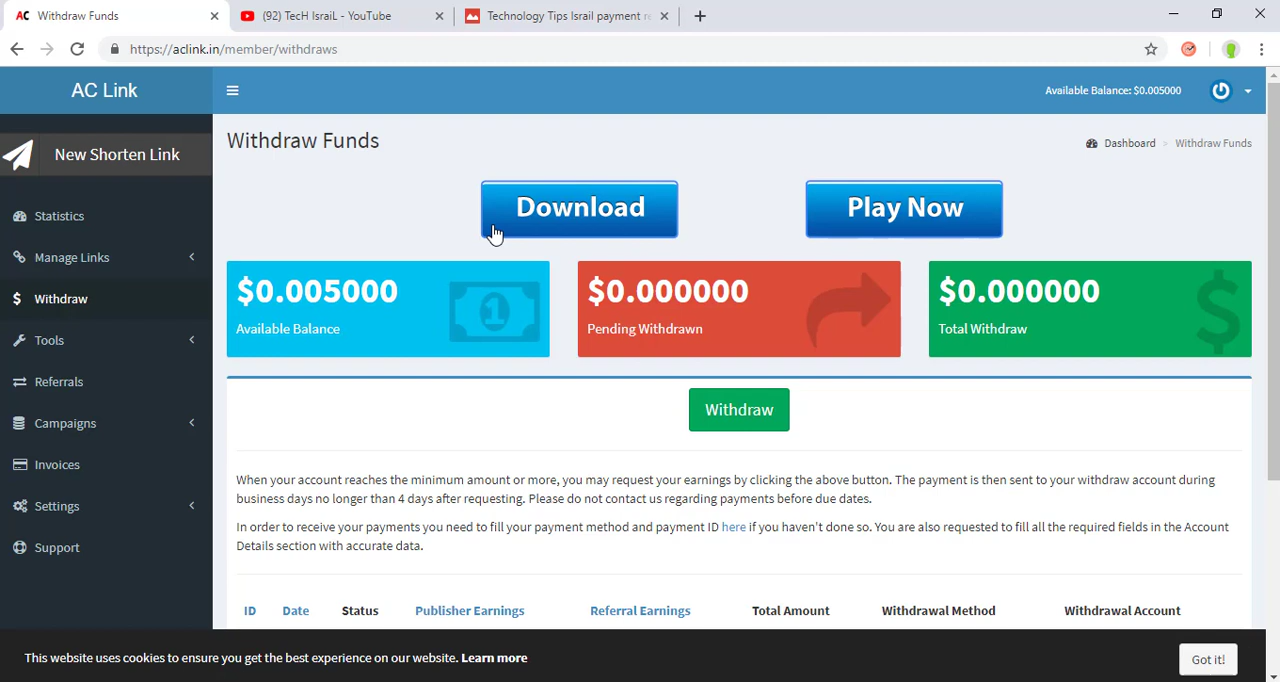 AC Withdraw Funds
(92) TecH IsraiL - YouTube
Technology Tips Israil payment re
https://aclink.in/member/withdraws
AC Link
Available Balance: $0.005000
New Shorten Link
Withdraw Funds
Dashboard > Withdraw Funds
Download
Play Now
Statistics
Manage Links
Withdraw
Tools
Referrals
Campaigns
Invoices
Settings
Support
$0.005000
Available Balance
1
$0.000000
Pending Withdrawn
$0.000000
Total Withdraw
$
Withdraw
When your account reaches the minimum amount or more, you may request your earnings by clicking the above button. The payment is then sent to your withdraw account during
business days no longer than 4 days after requesting. Please do not contact us regarding payments before due dates.
In order to receive your payments you need to fill your payment method and payment ID here if you haven't done so. You are also requested to fill all the required fields in the Account
Details section with accurate data.
ID Date Status Publisher Earnings Referral Earnings Total Amount Withdrawal Method Withdrawal Account
This website uses cookies to ensure you get the best experience on our website. Learn more
Got it!